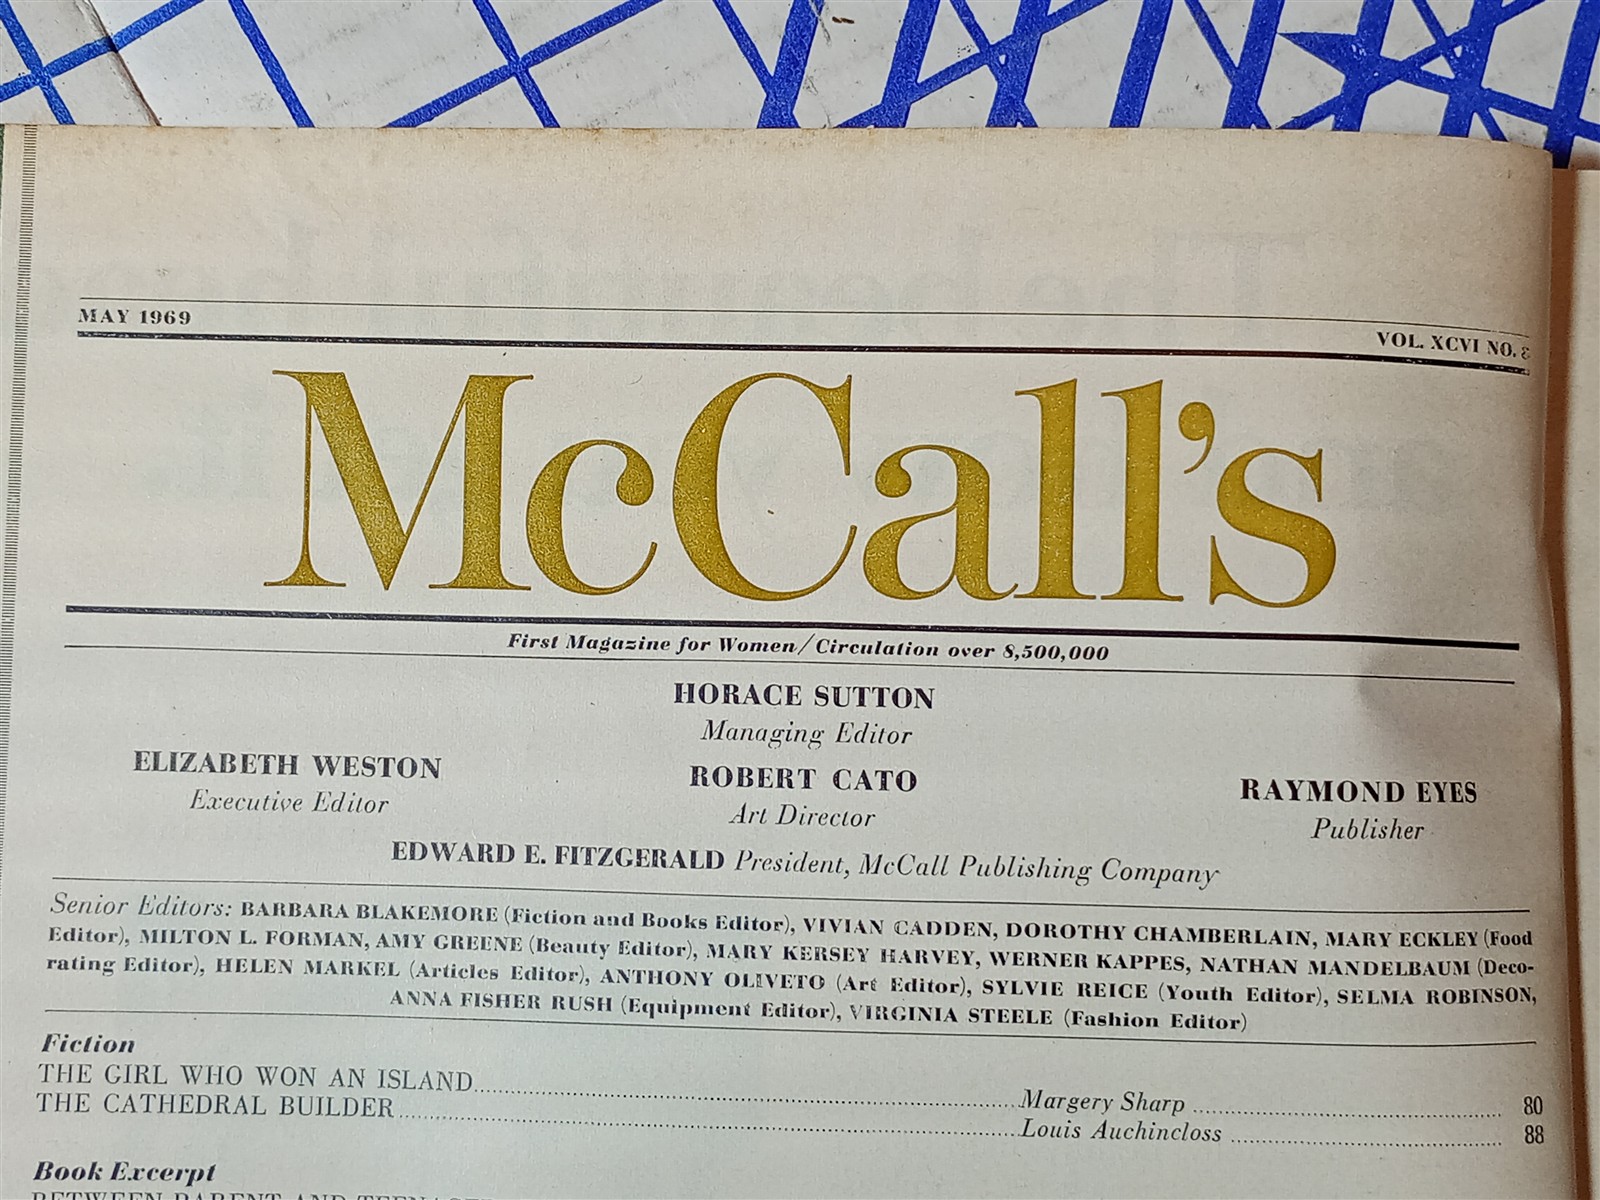 MAY 1969
VOL. XCVI NO. 8
McCall's
First Magazine for Women/Circulation over 8,500,000
HORACE SUTTON
Managing Editor
ELIZABETH WESTON
Executive Editor
ROBERT CATO
Art Director
RAYMOND EYES
Publisher
EDWARD E. FITZGERALD President, McCall Publishing Company
Senior Editors: BARBARA BLAKEMORE (Fiction and Books Editor), VIVIAN CADDEN, DOROTHY CHAMBERLAIN, MARY ECKLEY (Food
Editor), MILTON L. FORMAN, AMY GREENE (Beauty Editor), MARY KERSEY HARVEY, WERNER KAPPES, NATHAN MANDELBAUM (Deco-
rating Editor), HELEN MARKEL (Articles Editor), ANTHONY OLIVETO (Art Editor), SYLVIE REICE (Youth Editor), SELMA ROBINSON,
ANNA FISHER RUSH (Equipment Editor), VIRGINIA STEELE (Fashion Editor)
Fiction
THE GIRL WHO WON AN ISLAND Margery Sharp 80
THE CATHEDRAL BUILDER Louis Auchincloss 88
Book Excerpt
BETWEEN PARENT AND TEENAGER